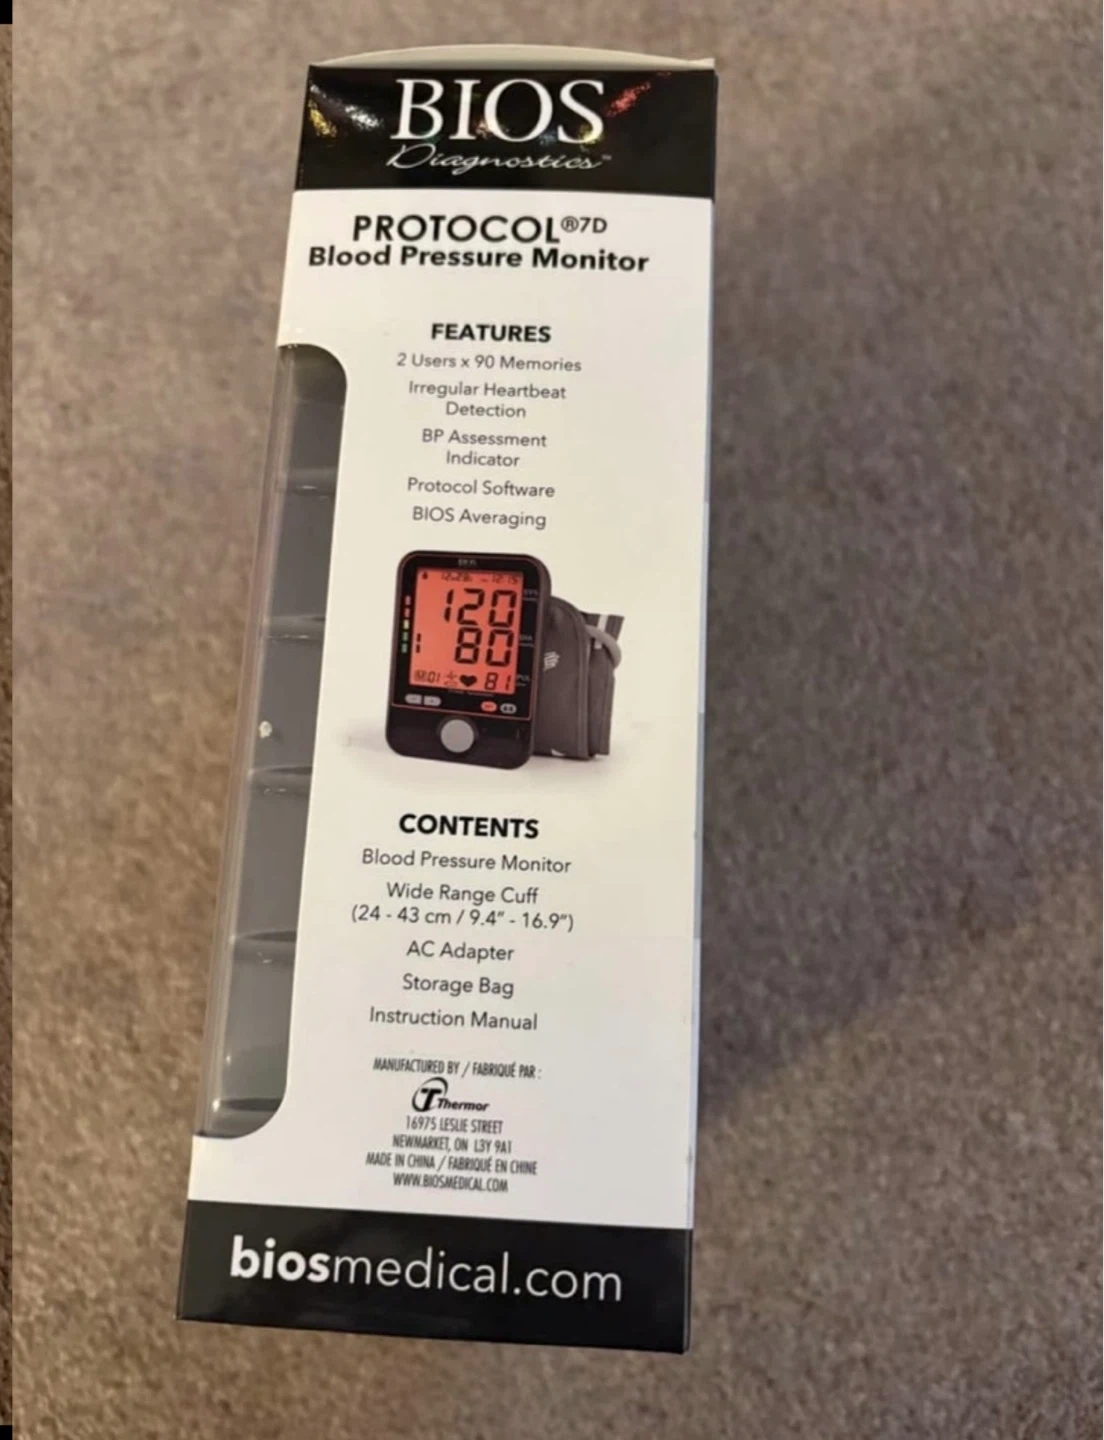 BIOS
Diagnostics™
PROTOCOL®7D
Blood Pressure Monitor
FEATURES
2 Users x 90 Memories
Irregular Heartbeat
Detection
BP Assessment
Indicator
Protocol Software
BIOS Averaging
120
80
81
CONTENTS
Blood Pressure Monitor
Wide Range Cuff
(24 - 43 cm / 9.4" - 16.9")
AC Adapter
Storage Bag
Instruction Manual
MANUFACTURED BY / FABRIQUÉ PAR :
Thermor
16975 LESLIE STREET
NEWMARKET, ON L3Y 9A1
MADE IN CHINA / FABRIQUÉ EN CHINE
WWW.BIOSMEDICAL.COM
biosmedical.com